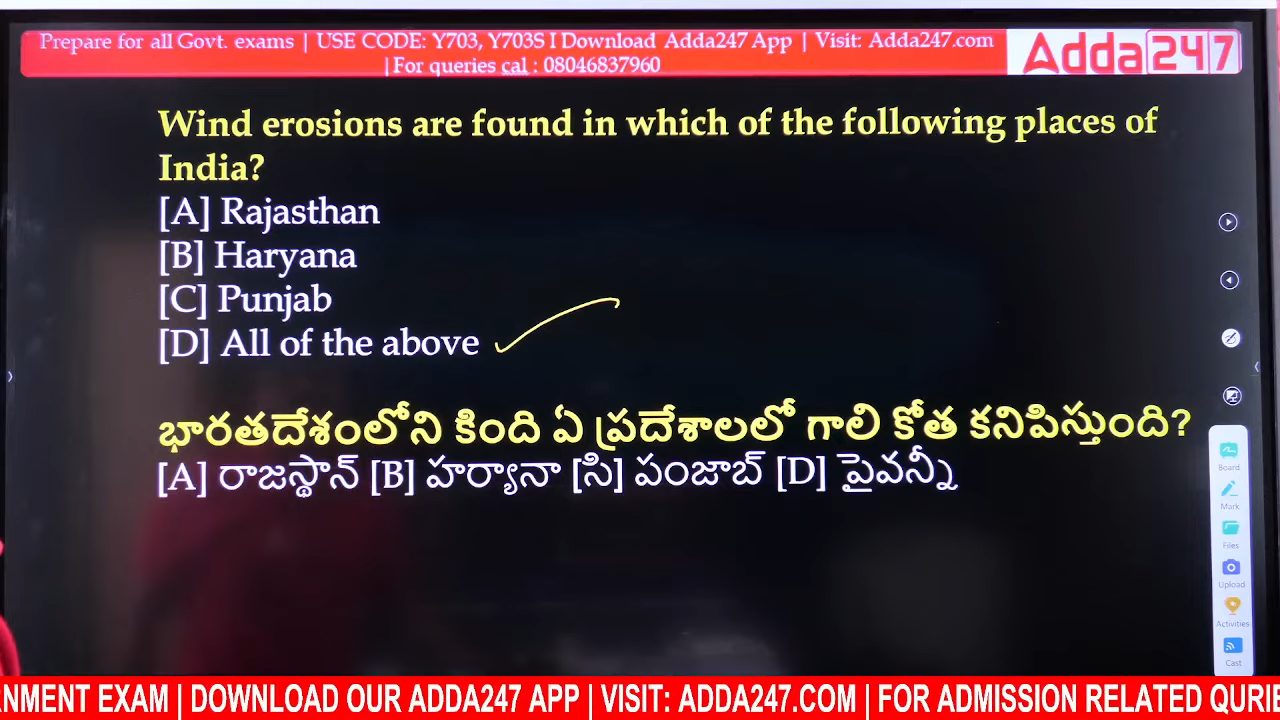 Prepare for all Govt. exams | USE CODE: Y703, Y703S I Download Adda247 App | Visit: Adda247.com
|For queries cal : 08046837960
Adda247
Wind erosions are found in which of the following places of
India?
[A] Rajasthan
[B] Haryana
[C] Punjab
[D] All of the above
భారతదేశంలోని కింది ఏ ప్రదేశాలలో గాలి కోత కనిపిస్తుంది?
[A] రాజస్థాన్ [B] హర్యానా [సి] పంజాబ్ [D] పైవన్నీ
Board
Mark
Files
Upload
Activities
Cast
RNMENT EXAM | DOWNLOAD OUR ADDA247 APP | VISIT: ADDA247.COM | FOR ADMISSION RELATED QURIE